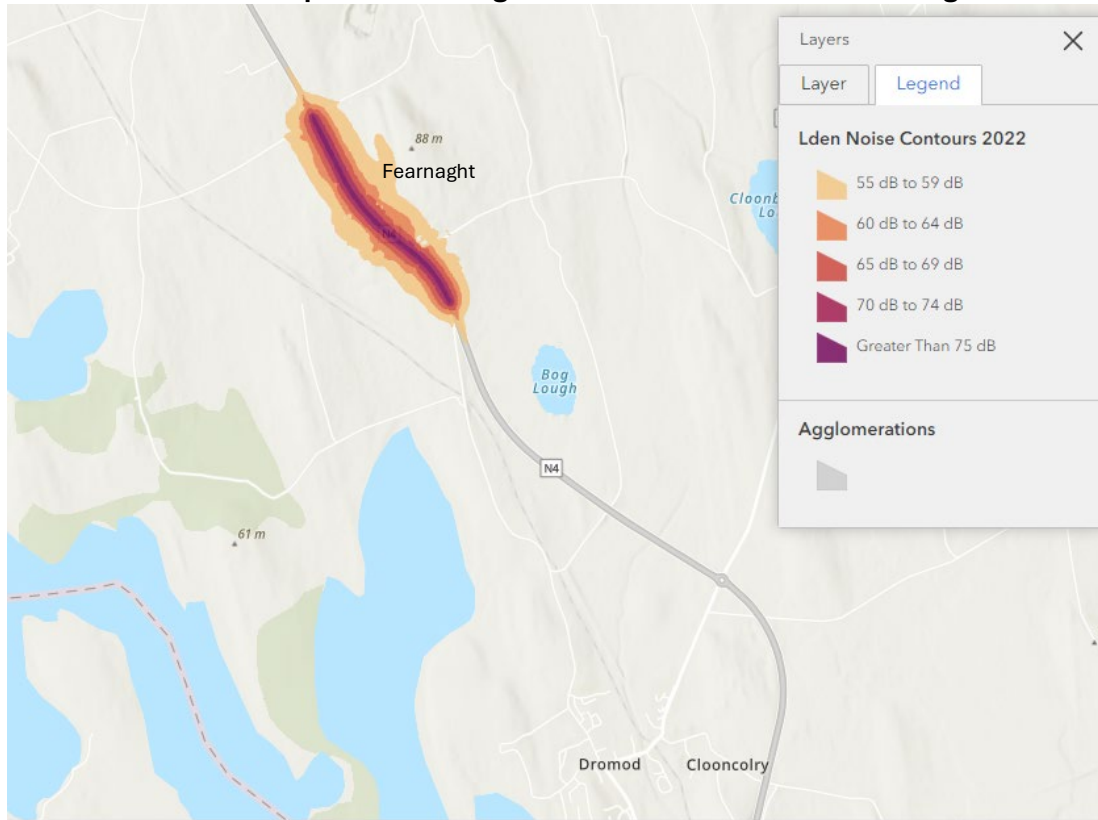 Layers
Layer
Legend
Lden Noise Contours 2022
55 dB to 59 dB
60 dB to 64 dB
65 dB to 69 dB
70 dB to 74 dB
Greater Than 75 dB
Agglomerations
88 m
Fearnaght
N4
Bog
Lough
N4
61 m
Dromod
Clooncolry